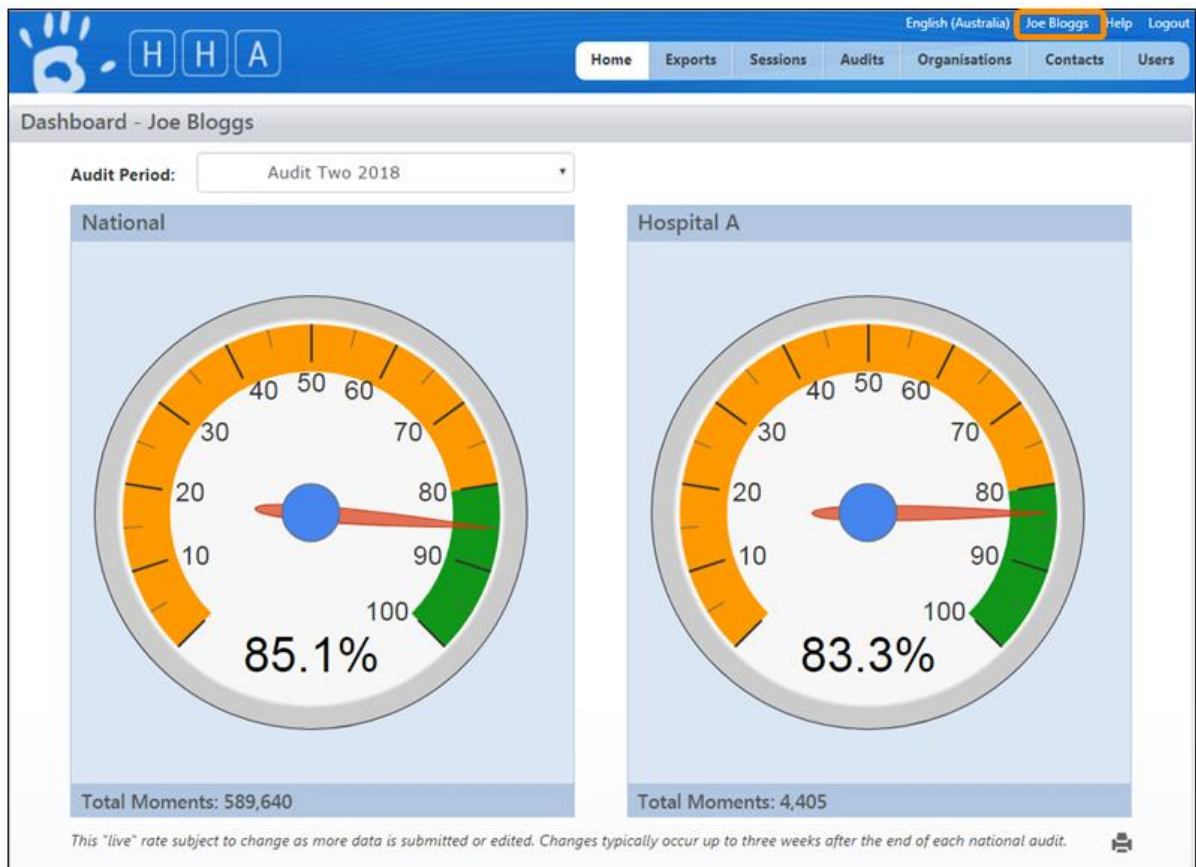 English (Australia) Joe Bloggs Help Logout
H H A
Home Exports Sessions Audits Organisations Contacts Users
Dashboard - Joe Bloggs
Audit Period: Audit Two 2018
National
10
20
30
40
50
60
70
80
90
100
85.1%
Total Moments: 589,640
Hospital A
10
20
30
40
50
60
70
80
90
100
83.3%
Total Moments: 4,405
This "live" rate subject to change as more data is submitted or edited. Changes typically occur up to three weeks after the end of each national audit.